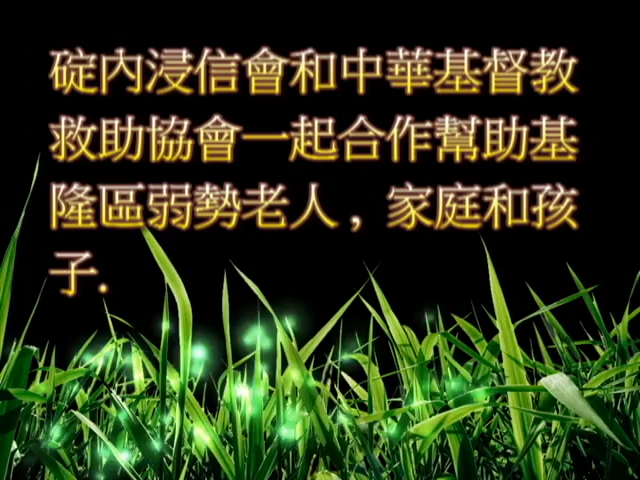 碇內浸信會和中華基督教
救助協會一起合作幫助基
隆區弱勢老人，家庭和孩
子.